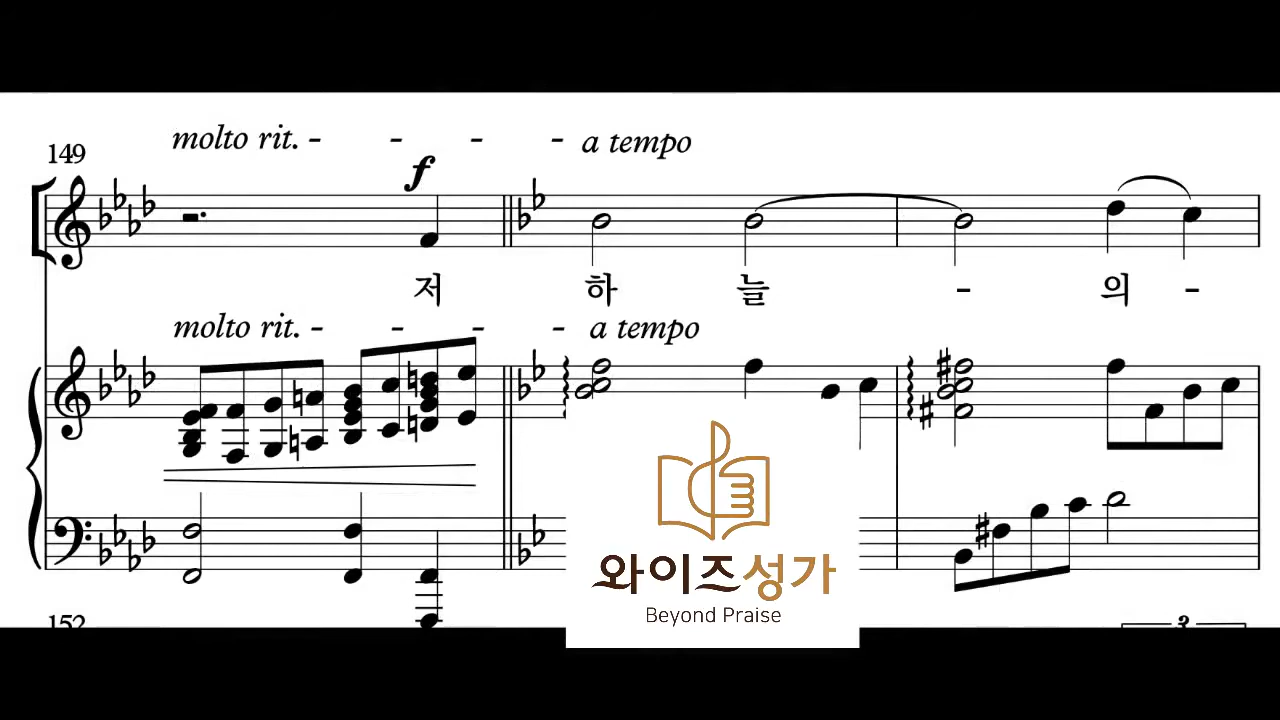 molto rit. - - - - a tempo
149
f
저 하 늘 - 의 -
molto rit. - - - - a tempo
와이즈성가
Beyond Praise
152
3